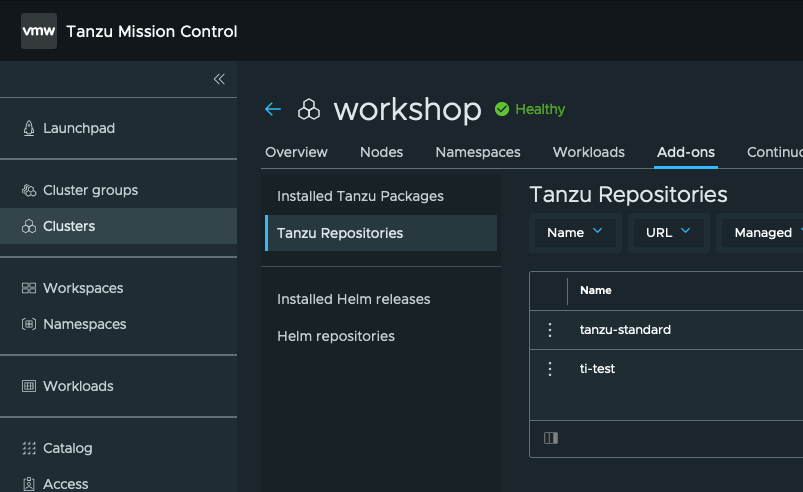 vmw Tanzu Mission Control
Launchpad
Cluster groups
Clusters
Workspaces
Namespaces
Workloads
Catalog
Access
workshop Healthy
Overview Nodes Namespaces Workloads Add-ons Continuo
Installed Tanzu Packages
Tanzu Repositories
Installed Helm releases
Helm repositories
Tanzu Repositories
Name URL Managed
Name
tanzu-standard
ti-test